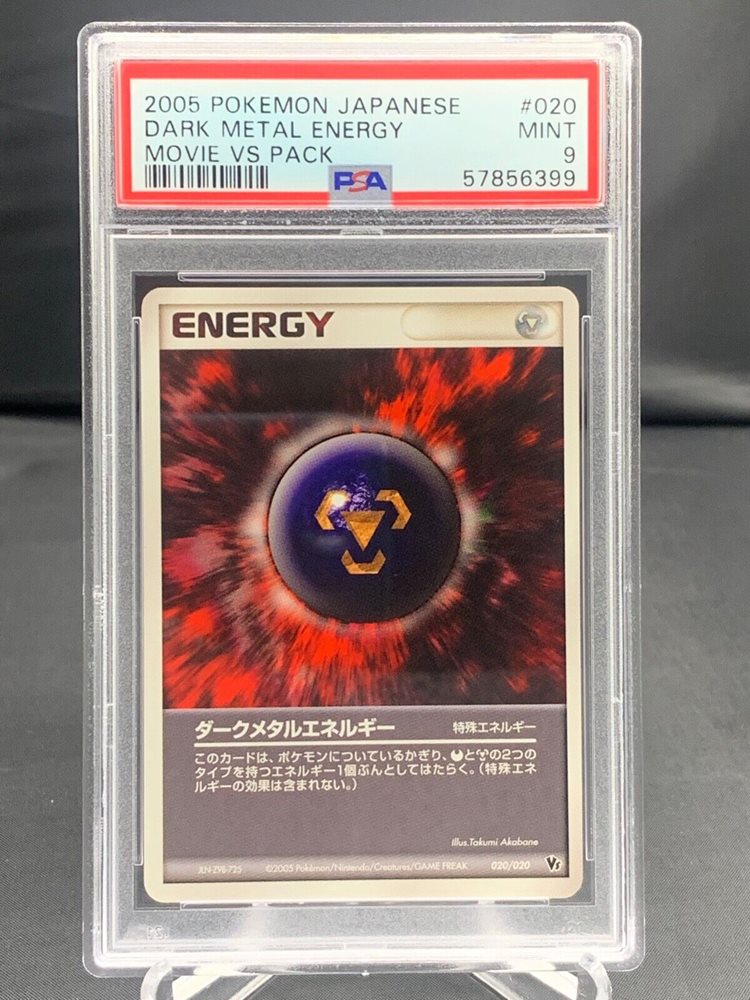 2005 POKEMON JAPANESE #020
DARK METAL ENERGY MINT
MOVIE VS PACK 9
PSA 57856399
ENERGY
ダークメタルエネルギー 特殊エネルギー
このカードは、ポケモンについているかぎり、との2つの
タイプを持つエネルギー1個ぶんとしてはたらく。(特殊エネ
ルギーの効果は含まれない。)
Illus.Takumi Akabane
JLN-Z98-725 ©2005 Pokémon/Nintendo/Creatures/GAME FREAK 020/020 Vs